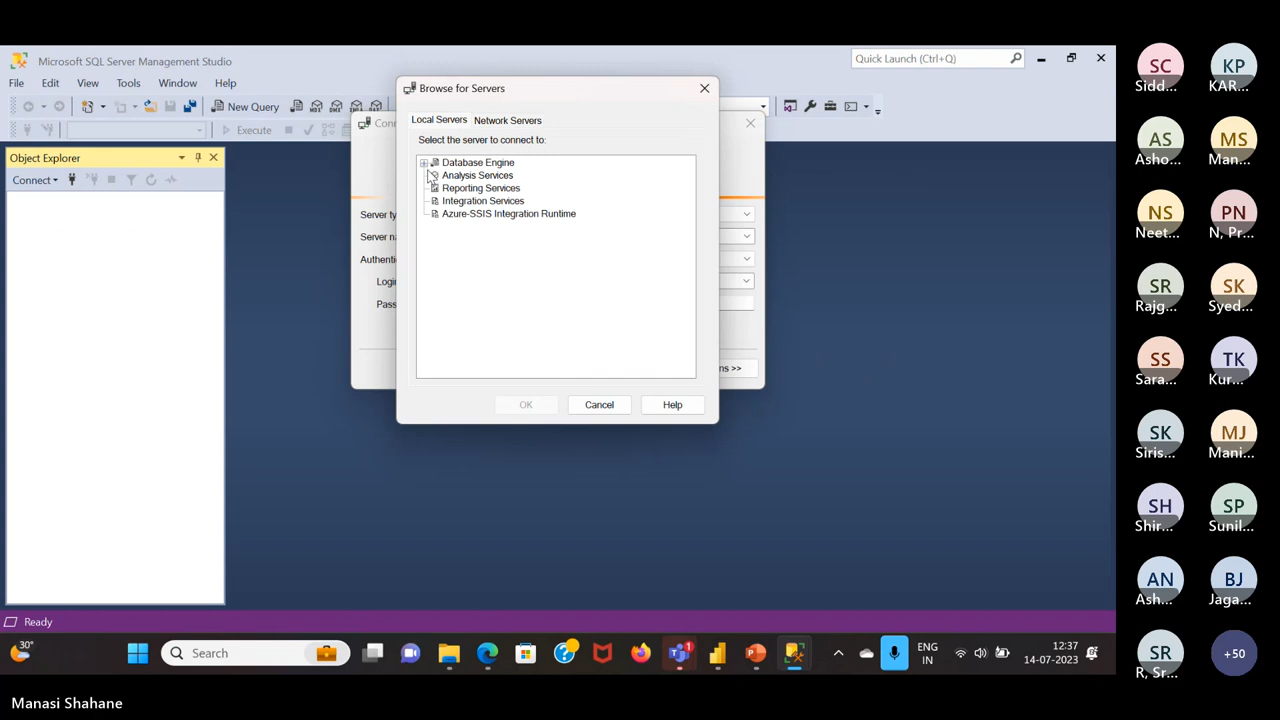 Microsoft SQL Server Management Studio
Quick Launch (Ctrl+Q)
File Edit View Tools Window Help
New Query
Execute
Object Explorer
Connect
Browse for Servers
Local Servers Network Servers
Select the server to connect to:
Database Engine
Analysis Services
Reporting Services
Integration Services
Azure-SSIS Integration Runtime
OK Cancel Help
Con
Server ty
Server n
Authenti
Login
Pass
ns >>
Ready
30°
Search
1
ENG
IN
12:37
14-07-2023
SC KP
Sidd... KAR...
AS MS
Asho... Man...
NS PN
Neet... N, Pr...
SR SK
Rajg... Syed...
SS TK
Sara... Kur...
SK MJ
Siris... Mani...
SH SP
Shir... Sunil...
AN BJ
Ash... Jaga...
SR +50
R, Sr...
Manasi Shahane